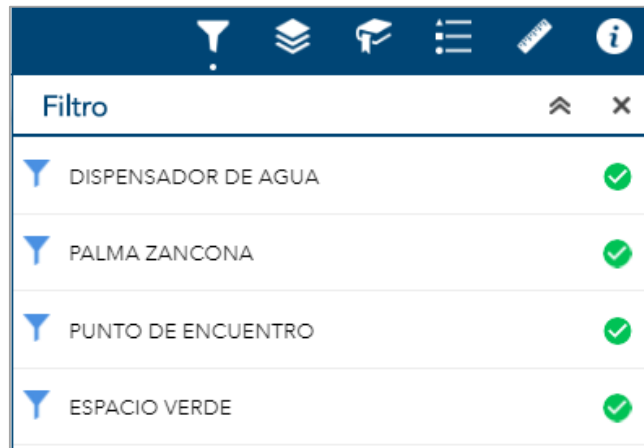 Filtro
DISPENSADOR DE AGUA
PALMA ZANCONA
PUNTO DE ENCUENTRO
ESPACIO VERDE